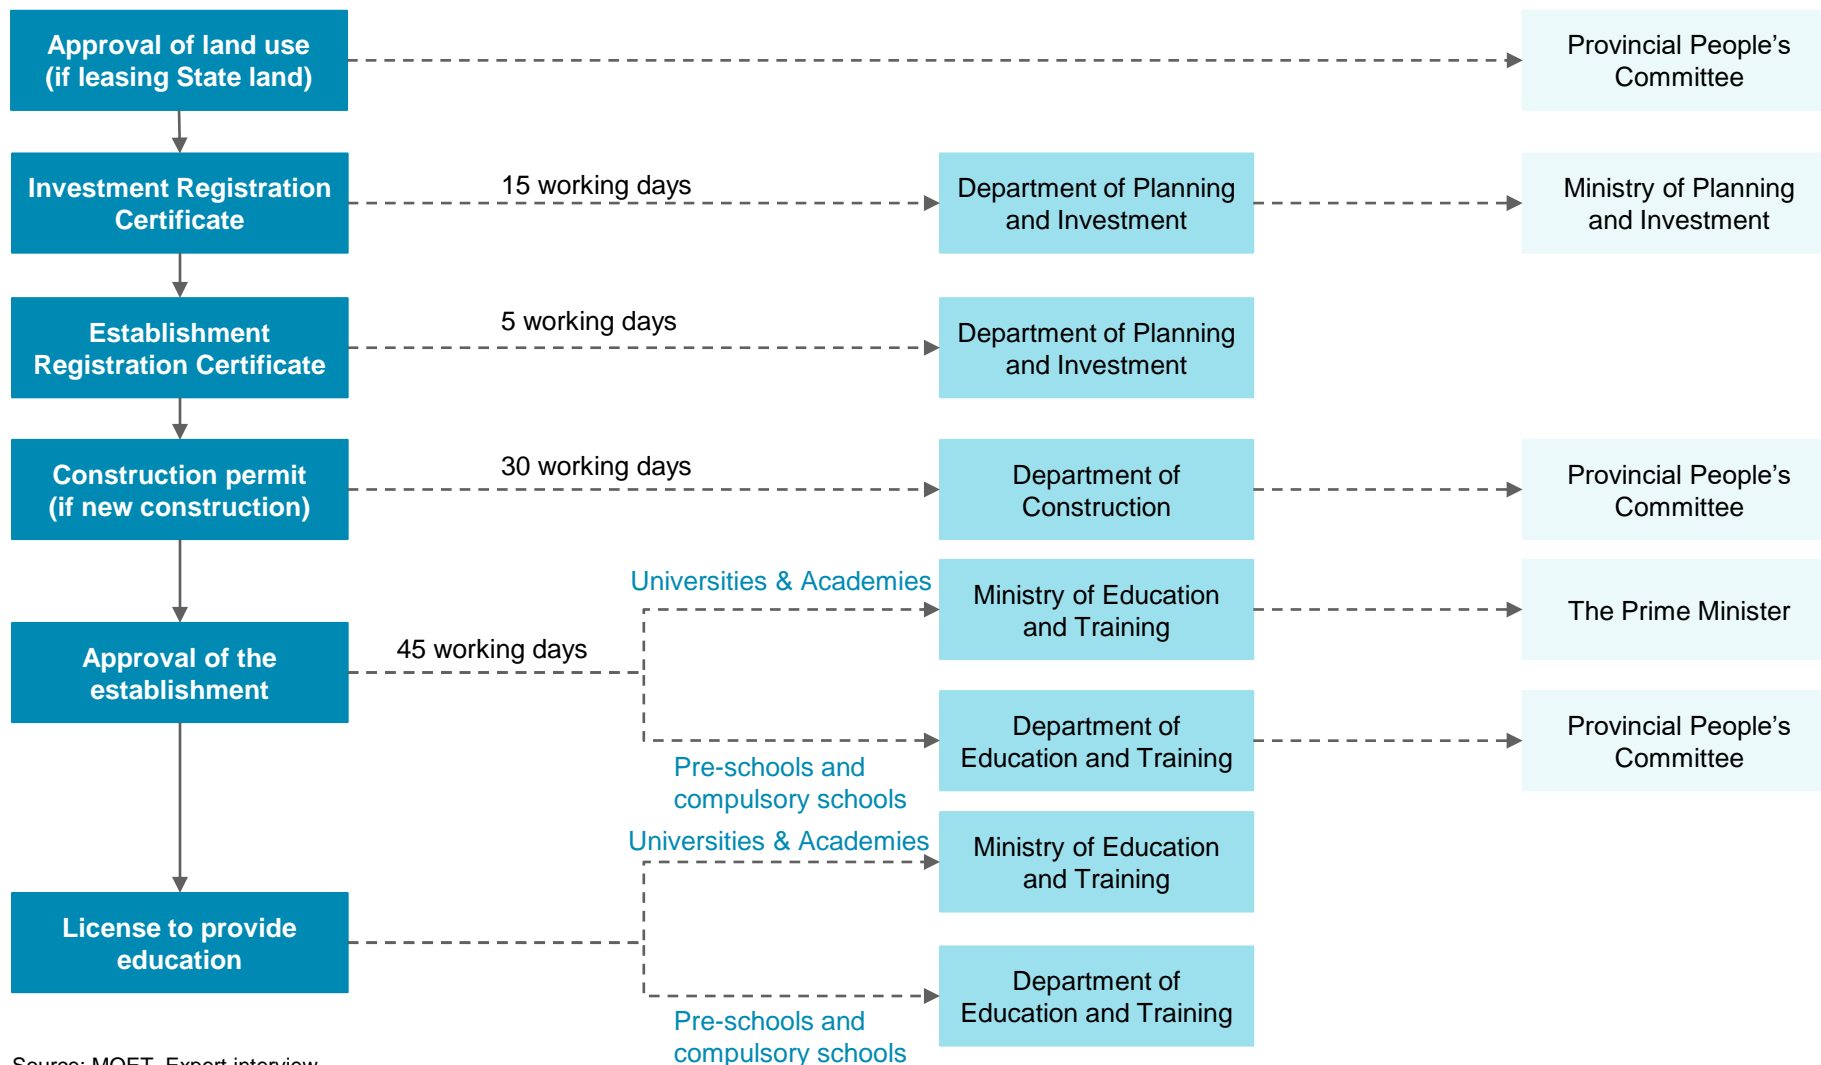 Approval of land use
(if leasing State land)
Provincial People’s
Committee
Investment Registration
Certificate
15 working days
Department of Planning
and Investment
Ministry of Planning
and Investment
Establishment
Registration Certificate
5 working days
Department of Planning
and Investment
Construction permit
(if new construction)
30 working days
Department of
Construction
Provincial People’s
Committee
Approval of the
establishment
45 working days
Universities & Academies
Ministry of Education
and Training
The Prime Minister
Pre-schools and
compulsory schools
Department of
Education and Training
Provincial People’s
Committee
License to provide
education
Universities & Academies
Ministry of Education
and Training
Pre-schools and
compulsory schools
Department of
Education and Training
Source: MOET, Expert interview